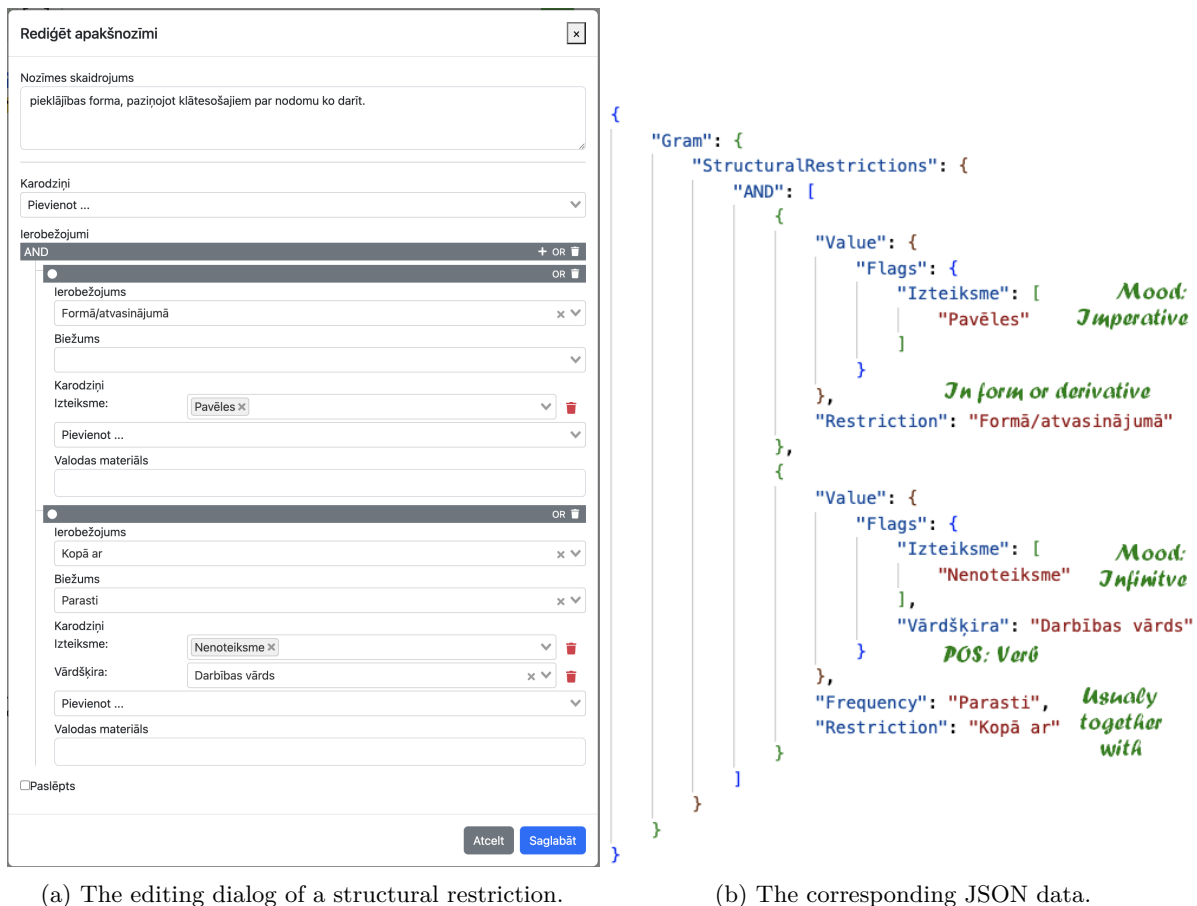 Rediģēt apakšnozīmi
×
Nozīmes skaidrojums
pieklājības forma, paziņojot klātesošajiem par nodomu ko darīt.
Karodziņi
Pievienot ...
Ierobežojumi
AND + OR
OR
Ierobežojums
Formā/atvasinājumā ×
Biežums
Karodziņi
Izteiksme: Pavēles ×
Pievienot ...
Valodas materiāls
OR
Ierobežojums
Kopā ar ×
Biežums
Parasti ×
Karodziņi
Izteiksme: Nenoteiksme ×
Vārdšķira: Darbības vārds ×
Pievienot ...
Valodas materiāls
Paslēpts
Atcelt Saglabāt
(a) The editing dialog of a structural restriction.
{
"Gram": {
"StructuralRestrictions": {
"AND": [
{
"Value": {
"Flags": {
"Izteiksme": [ Mood:
"Pavēles" Imperative
]
}
}, In form or derivative
"Restriction": "Formā/atvasinājumā"
},
{
"Value": {
"Flags": {
"Izteiksme": [ Mood:
"Nenoteiksme" Infinitve
],
"Vārdšķira": "Darbības vārds"
} POS: Verb
},
"Frequency": "Parasti", Usualy
"Restriction": "Kopā ar" together
} with
]
}
}
}
(b) The corresponding JSON data.